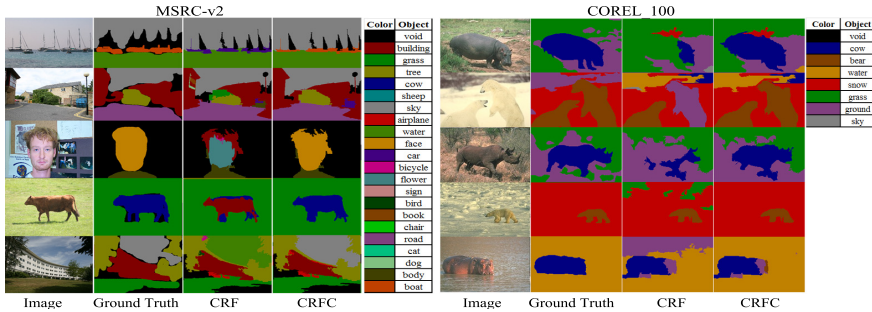 MSRC-v2
Color Object
void
building
grass
tree
cow
sheep
sky
airplane
water
face
car
bicycle
flower
sign
bird
book
chair
road
cat
dog
body
boat
Image Ground Truth CRF CRFC
COREL_100
Color Object
void
cow
bear
water
snow
grass
ground
sky
Image Ground Truth CRF CRFC